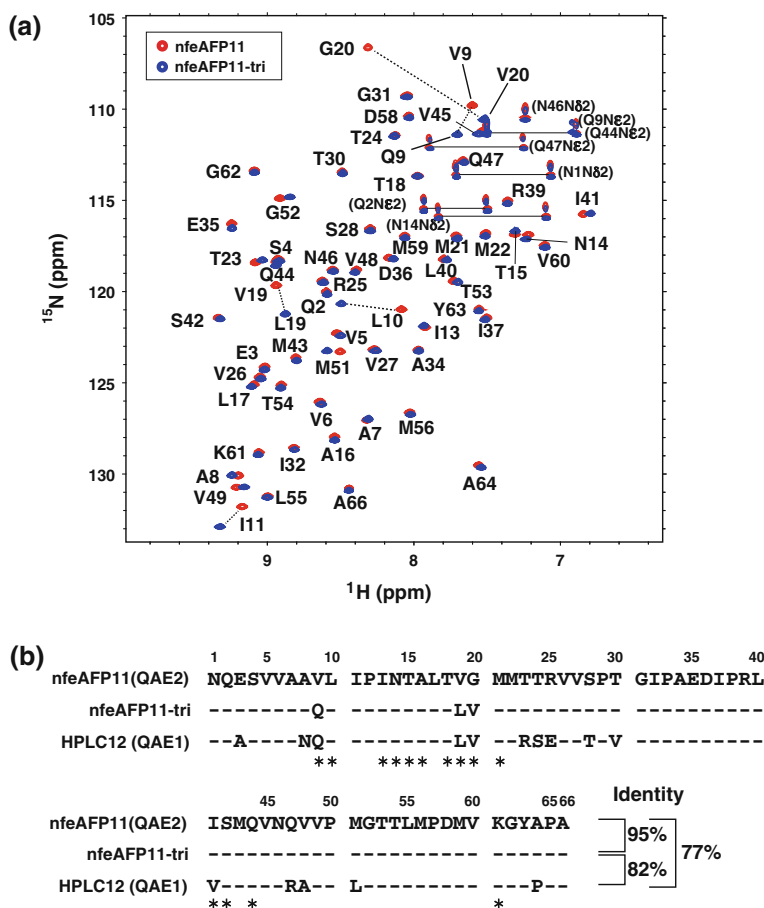 (a)
nfeAFP11
nfeAFP11-tri
105
110
115
120
125
130
15N (ppm)
9
8
7
1H (ppm)
G20
V9
V20
G31
D58
V45
(N46Nδ2)
(Q9Nε2)
T24
Q9
(Q44Nε2)
Q47
(Q47Nε2)
G62
T30
T18
(N1Nδ2)
R39
G52
(Q2Nε2)
I41
E35
S28
(N14Nδ2)
M59
M21
M22
N14
T23
S4
N46
V48
D36
L40
T15
V60
Q44
R25
T53
V19
Q2
L10
Y63
S42
L19
I13
I37
E3
M43
V5
M51
V27
A34
V26
L17
T54
V6
A7
M56
K61
I32
A16
A8
V49
L55
A66
A64
I11
(b)
1 5 10 15 20 25 30 35 40
nfeAFP11(QAE2) NQESVVAAVL IPINTALTVG MMTTRVVSPT GIPAEDIPRL
nfeAFP11-tri --------Q- ---------- --------LV ---------- ----------
HPLC12 (QAE1) --A----NQ- --------LV --RSE--T-V ----------
** **** *** *
45 50 55 60 65 66
nfeAFP11(QAE2) ISMQVNQVVP MGTTLMPDMV KGYAPA
nfeAFP11-tri ---------- ---------- ------
HPLC12 (QAE1) V-----RA-- L--------- ---P--
** * *
Identity
95%
82%
77%